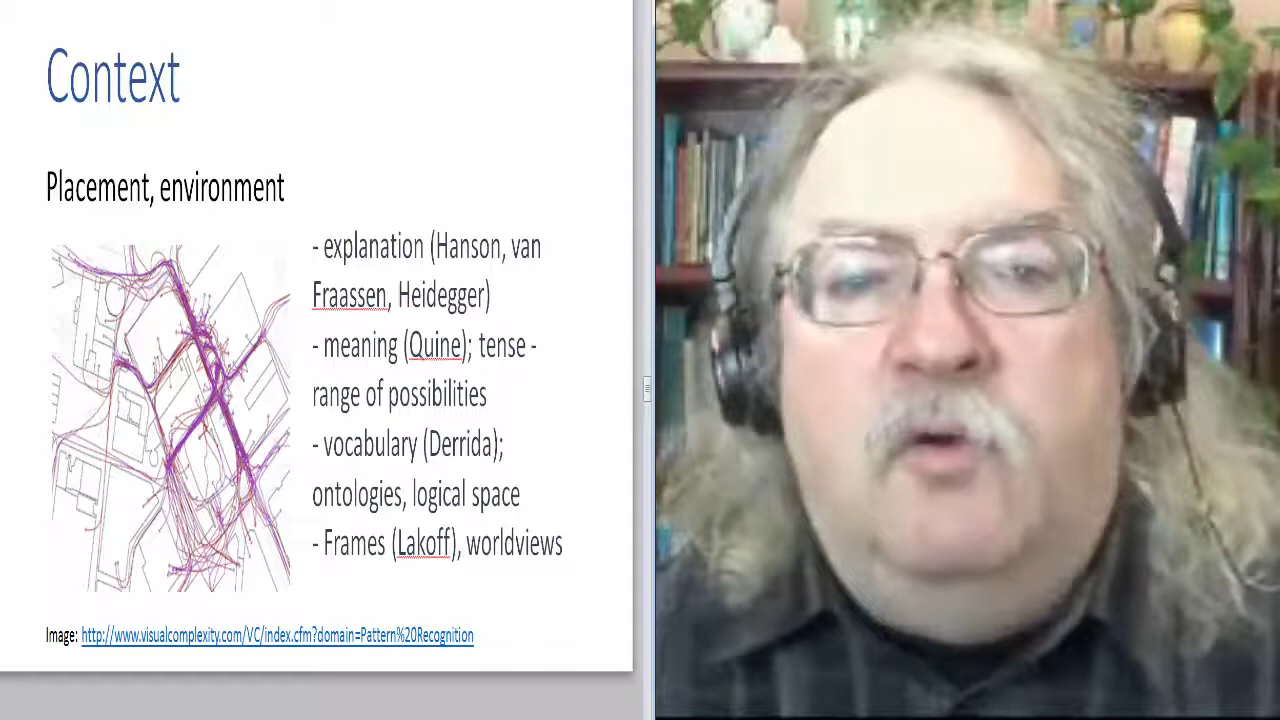 Context
Placement, environment
- explanation (Hanson, van
Fraassen, Heidegger)
- meaning (Quine); tense -
range of possibilities
- vocabulary (Derrida);
ontologies, logical space
- Frames (Lakoff), worldviews
Image: http://www.visualcomplexity.com/VC/index.cfm?domain=Pattern%20Recognition